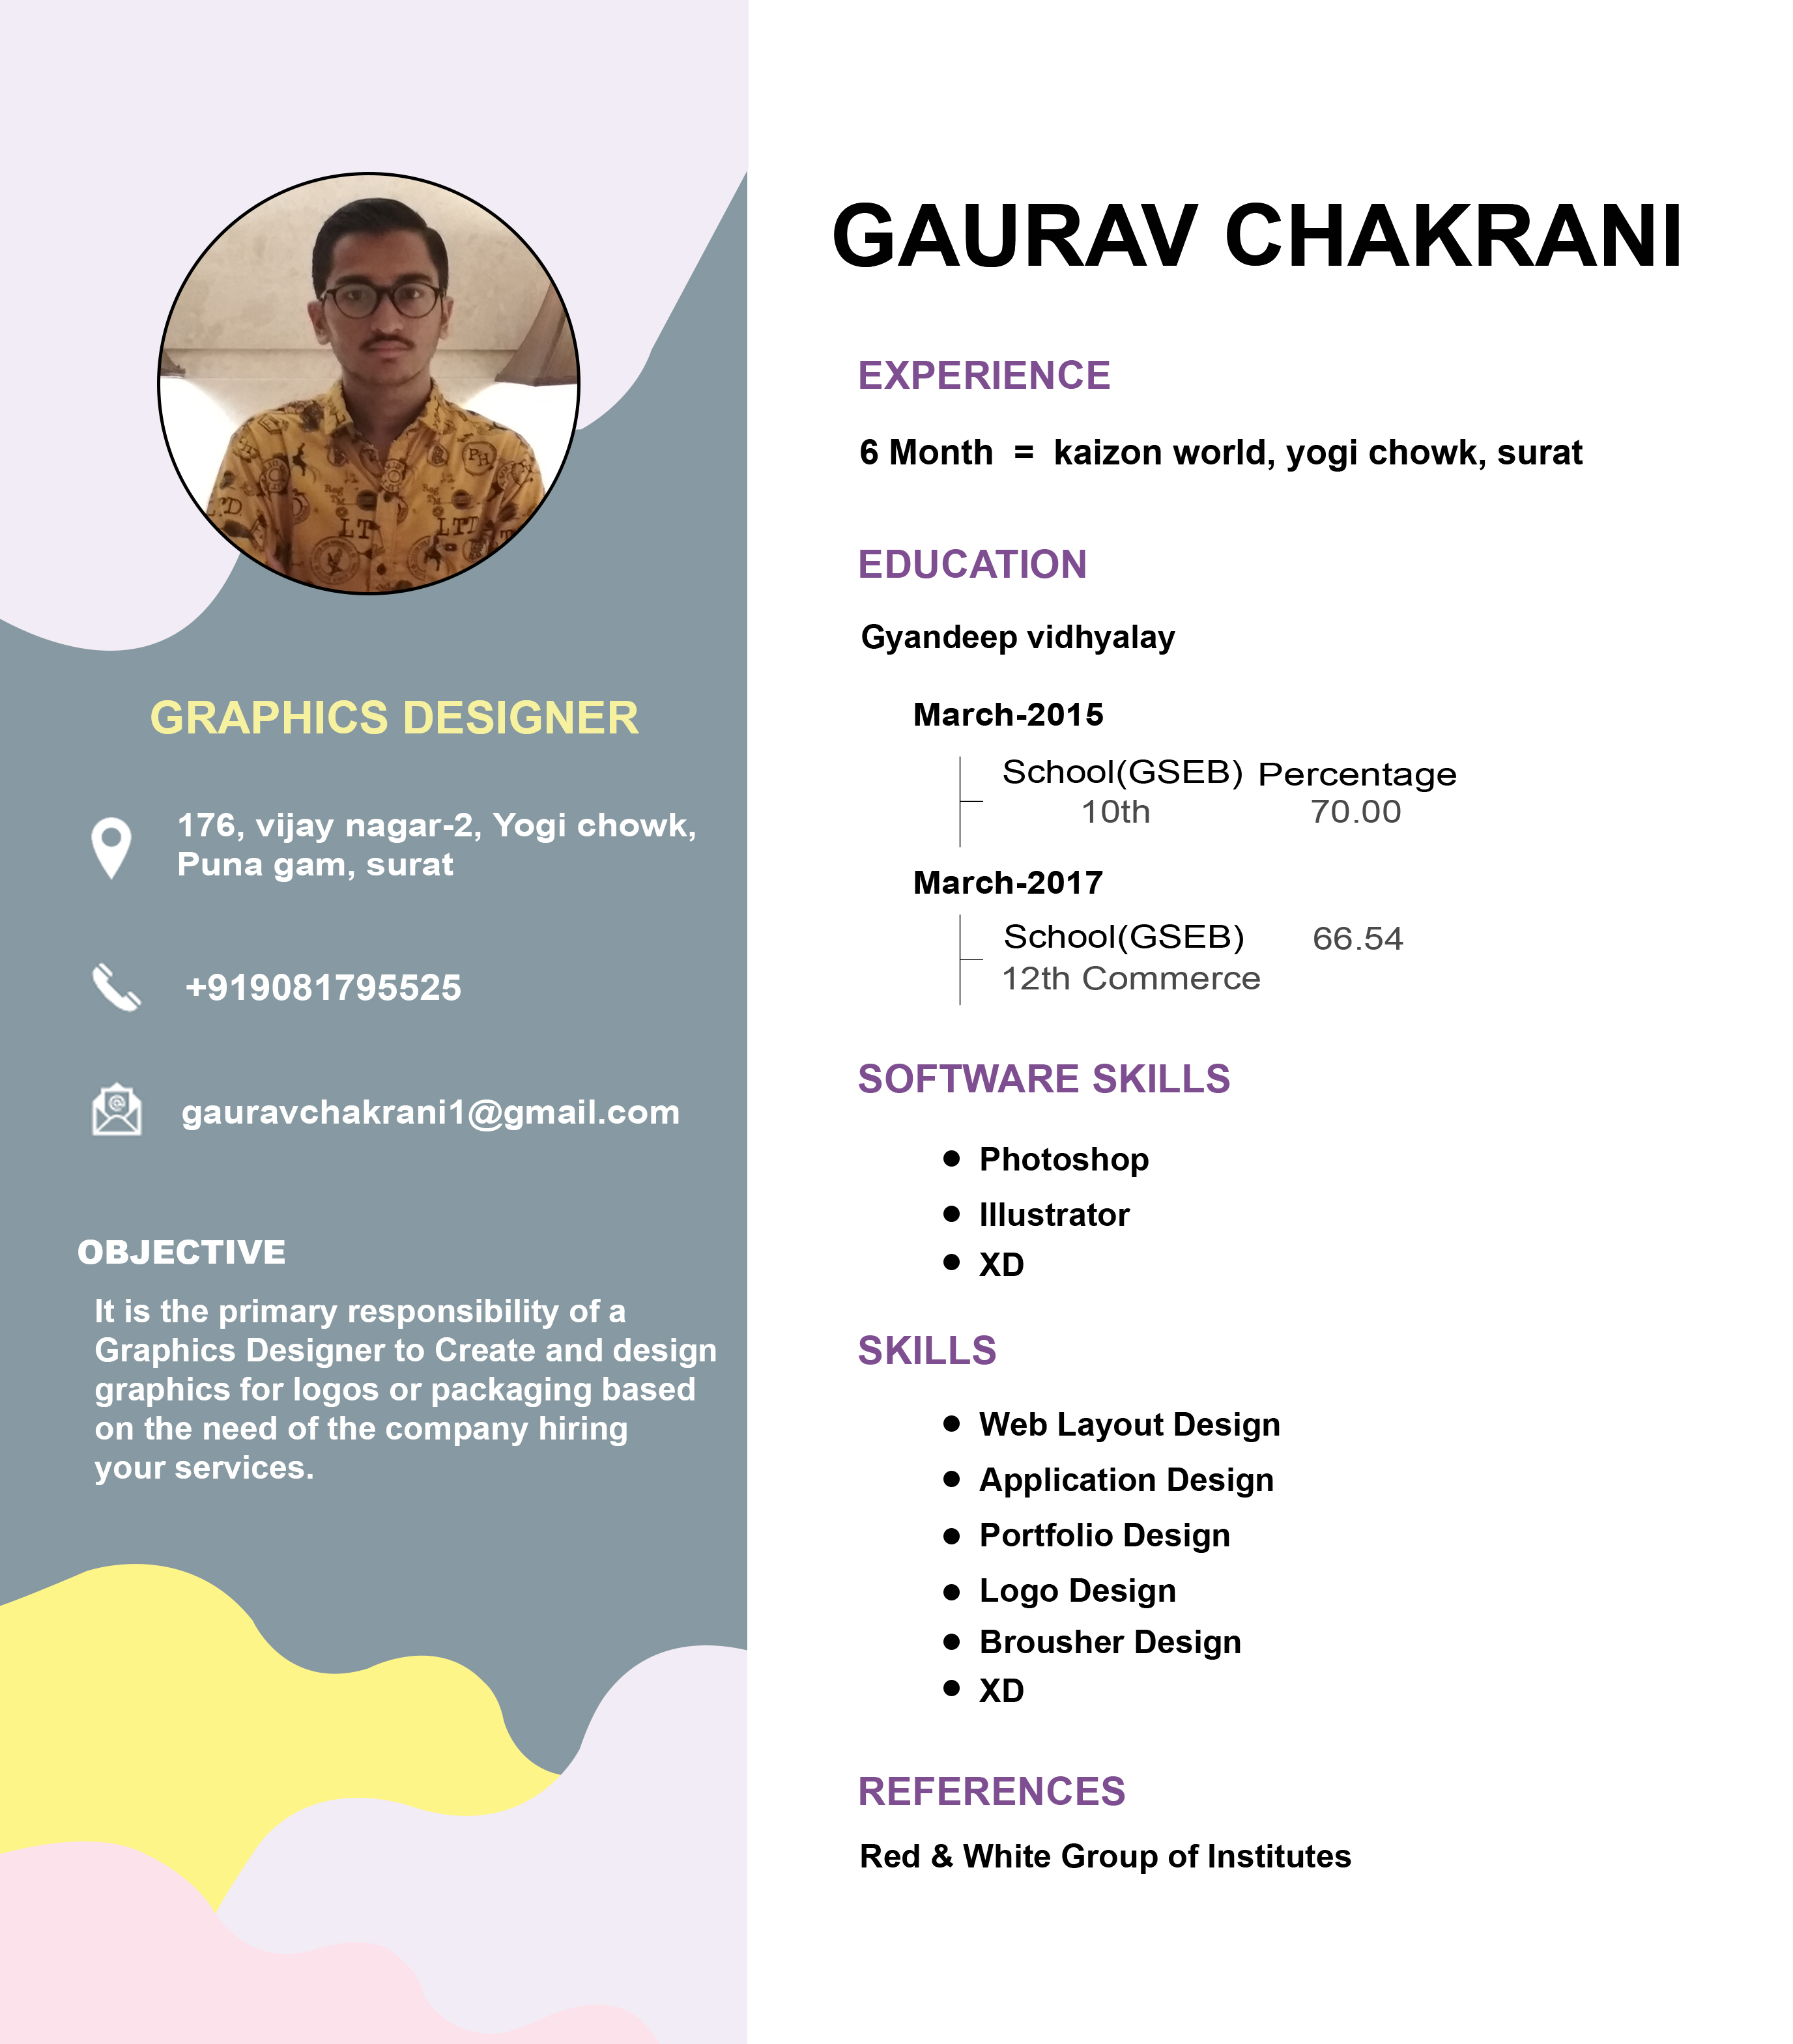 GRAPHICS DESIGNER
176, vijay nagar-2, Yogi chowk,
Puna gam, surat
+919081795525
gauravchakrani1@gmail.com
OBJECTIVE
It is the primary responsibility of a
Graphics Designer to Create and design
graphics for logos or packaging based
on the need of the company hiring
your services.
GAURAV CHAKRANI
EXPERIENCE
6 Month = kaizon world, yogi chowk, surat
EDUCATION
Gyandeep vidhyalay
March-2015
School(GSEB) Percentage
10th 70.00
March-2017
School(GSEB) 66.54
12th Commerce
SOFTWARE SKILLS
● Photoshop
● Illustrator
● XD
SKILLS
● Web Layout Design
● Application Design
● Portfolio Design
● Logo Design
● Brousher Design
● XD
REFERENCES
Red & White Group of Institutes